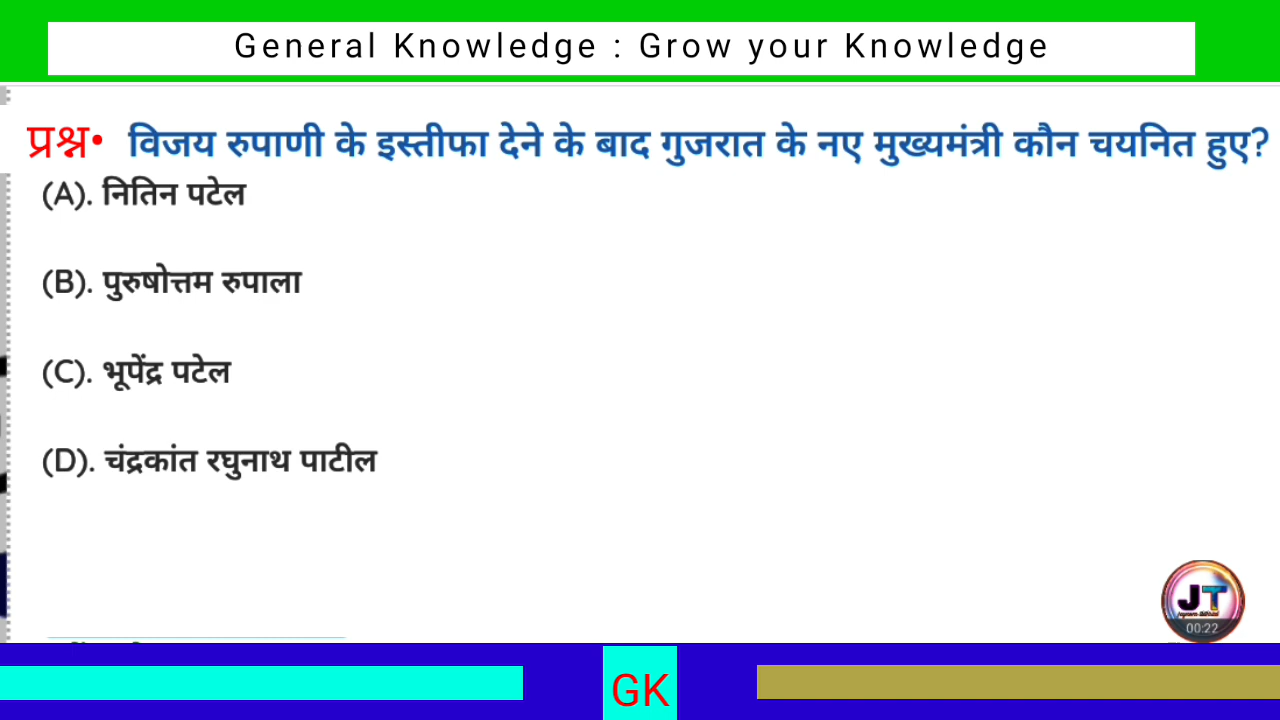 General Knowledge : Grow your Knowledge
प्रश्न• विजय रुपाणी के इस्तीफा देने के बाद गुजरात के नए मुख्यमंत्री कौन चयनित हुए?
(A). नितिन पटेल
(B). पुरुषोत्तम रुपाला
(C). भूपेंद्र पटेल
(D). चंद्रकांत रघुनाथ पाटील
JT
00:22
GK